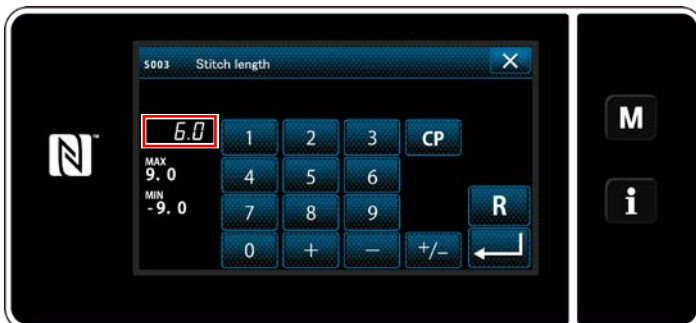 S003 Stitch length
6.0
1 2 3 CP
MAX
9.0
4 5 6
MIN
-9.0
7 8 9 R
0 + − +/−
M
i
N